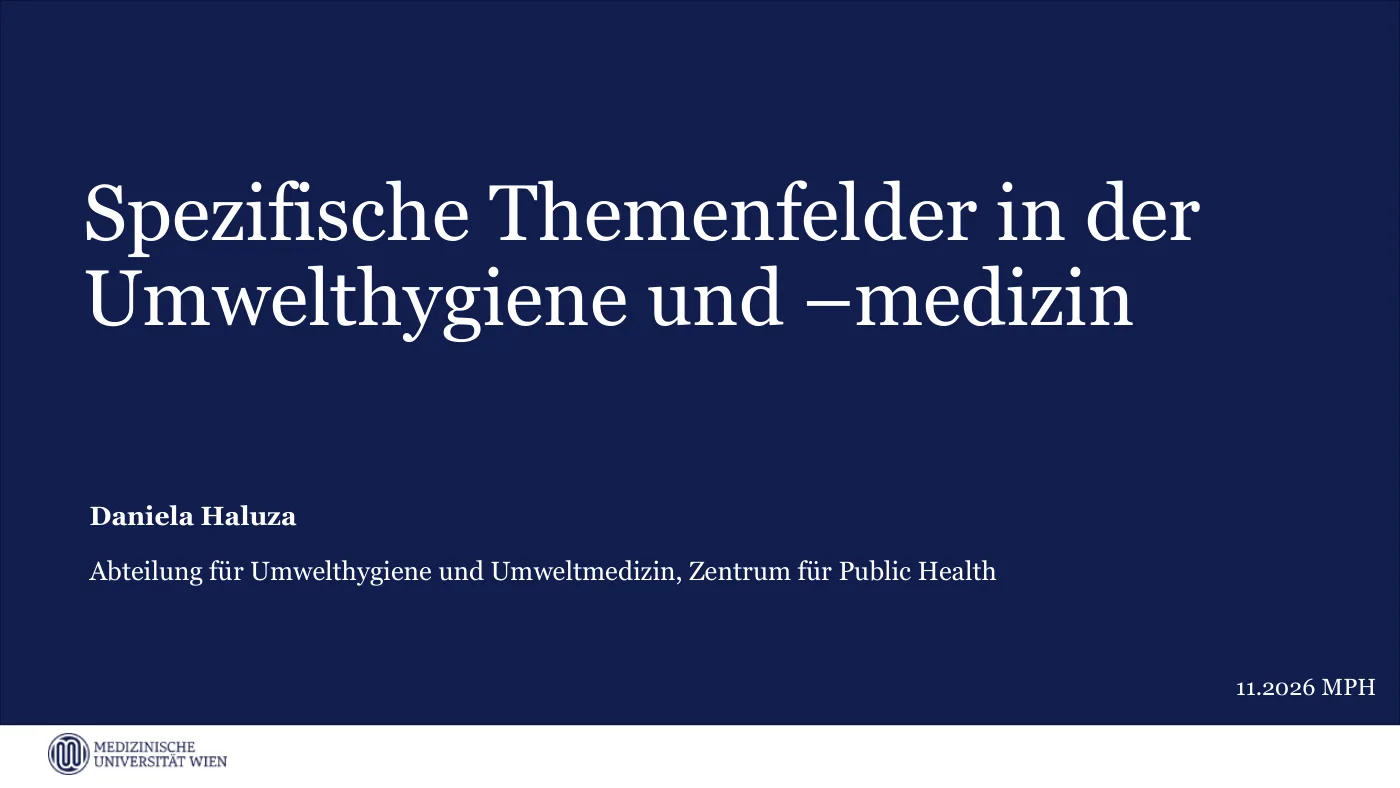 Spezifische Themenfelder in der
Umwelthygiene und –medizin
Daniela Haluza
Abteilung für Umwelthygiene und Umweltmedizin, Zentrum für Public Health
11.2026 MPH
MEDIZINISCHE
UNIVERSITÄT WIEN